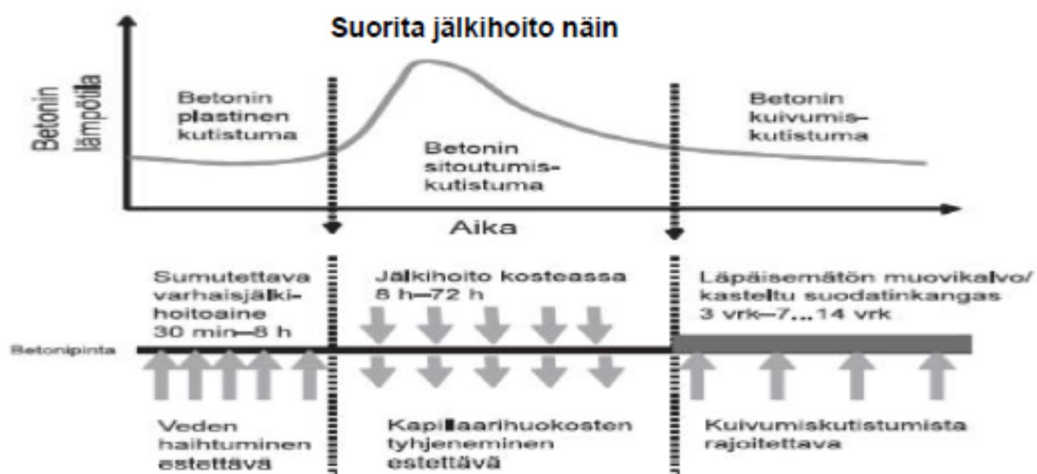 Suorita jälkihoito näin
Betonin
lämpötila
Betonin
plastinen
kutistuma
Betonin
sitoutumis-
kutistuma
Betonin
kuivumis-
kutistuma
Aika
Sumutettava
varhaisjälki-
hoitoaine
30 min–8 h
Jälkihoito kosteassa
8 h–72 h
Läpäisemätön muovikalvo/
kasteltu suodatinkangas
3 vrk–7...14 vrk
Betonipinta
Veden
haihtuminen
estettävä
Kapillaarihuokosten
tyhjeneminen
estettävä
Kuivumiskutistumista
rajoitettava